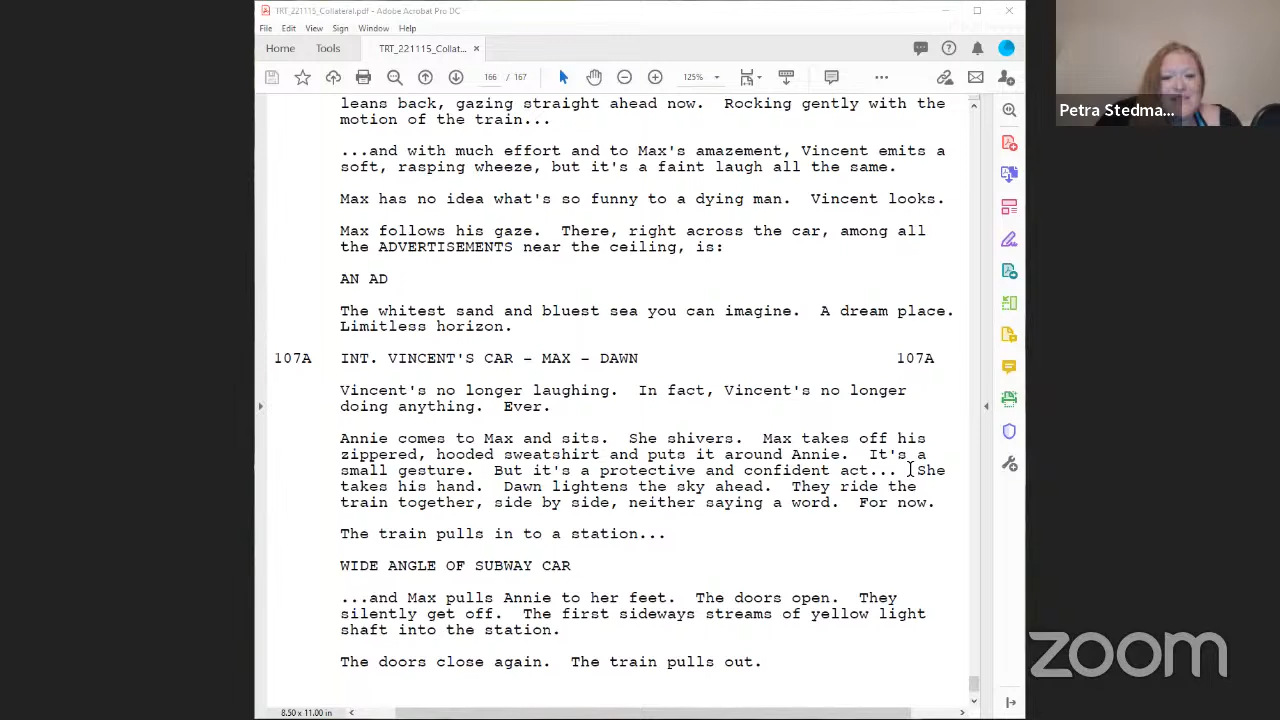 TRT_221115_Collateral.pdf - Adobe Acrobat Pro DC
File Edit View Sign Window Help
Home Tools TRT_221115_Collat... ×
166 / 167 125%
leans back, gazing straight ahead now.  Rocking gently with the
motion of the train...
...and with much effort and to Max's amazement, Vincent emits a
soft, rasping wheeze, but it's a faint laugh all the same.
Max has no idea what's so funny to a dying man.  Vincent looks.
Max follows his gaze.  There, right across the car, among all
the ADVERTISEMENTS near the ceiling, is:
AN AD
The whitest sand and bluest sea you can imagine.  A dream place.
Limitless horizon.
107A INT. VINCENT'S CAR - MAX - DAWN 107A
Vincent's no longer laughing.  In fact, Vincent's no longer
doing anything.  Ever.
Annie comes to Max and sits.  She shivers.  Max takes off his
zippered, hooded sweatshirt and puts it around Annie.  It's a
small gesture.  But it's a protective and confident act...  She
takes his hand.  Dawn lightens the sky ahead.  They ride the
train together, side by side, neither saying a word.  For now.
The train pulls in to a station...
WIDE ANGLE OF SUBWAY CAR
...and Max pulls Annie to her feet.  The doors open.  They
silently get off.  The first sideways streams of yellow light
shaft into the station.
The doors close again.  The train pulls out.
8.50 x 11.00 in
Petra Stedma...
zoom